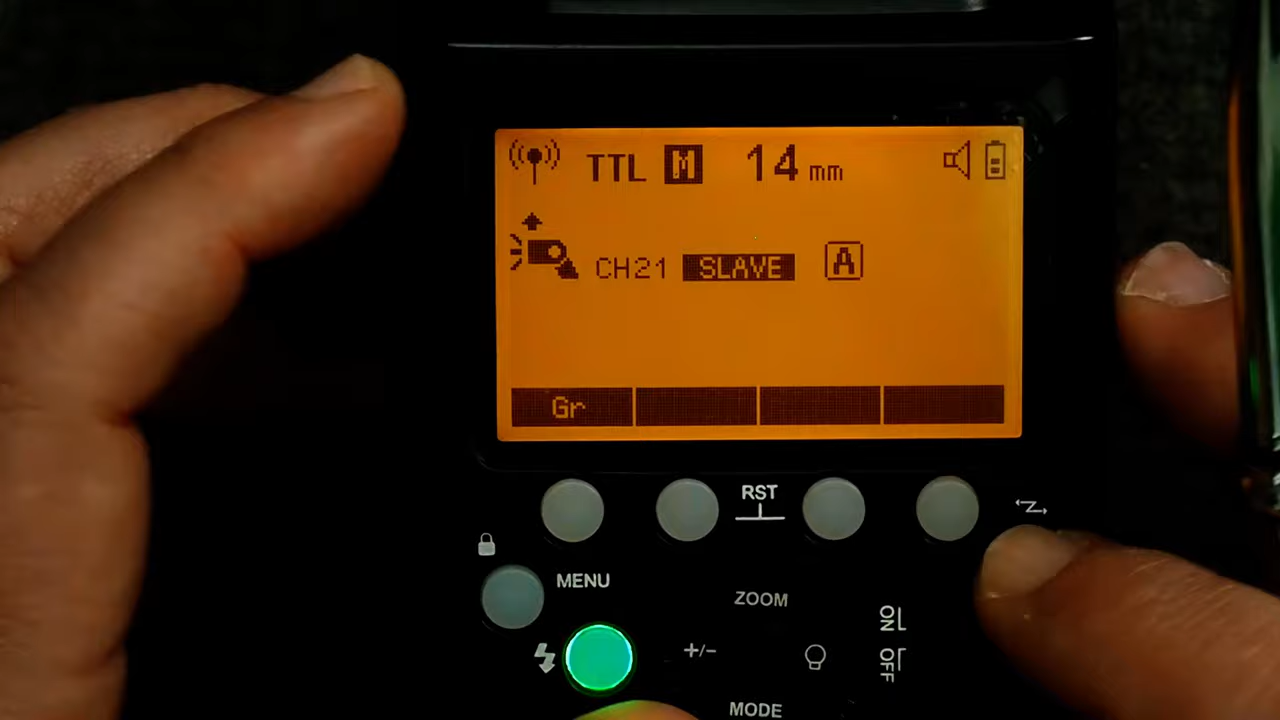 TTL M 14 mm
CH21 SLAVE A
Gr
RST
MENU
ZOOM
ON
+/-
OFF
MODE